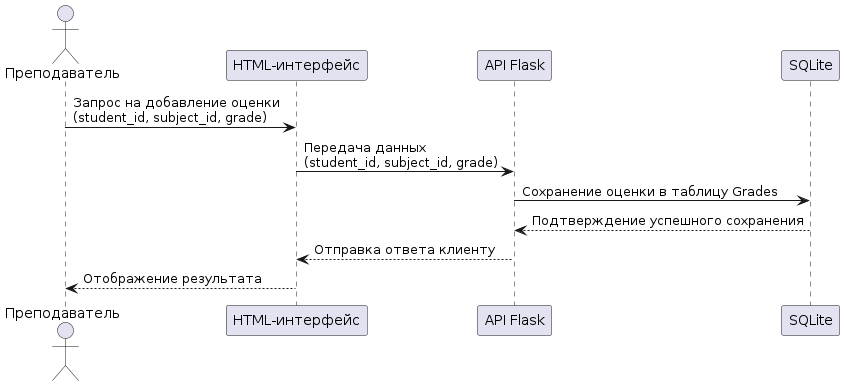 Преподаватель
HTML-интерфейс
API Flask
SQLite
Запрос на добавление оценки
(student_id, subject_id, grade)
Передача данных
(student_id, subject_id, grade)
Сохранение оценки в таблицу Grades
Подтверждение успешного сохранения
Отправка ответа клиенту
Отображение результата
Преподаватель
HTML-интерфейс
API Flask
SQLite